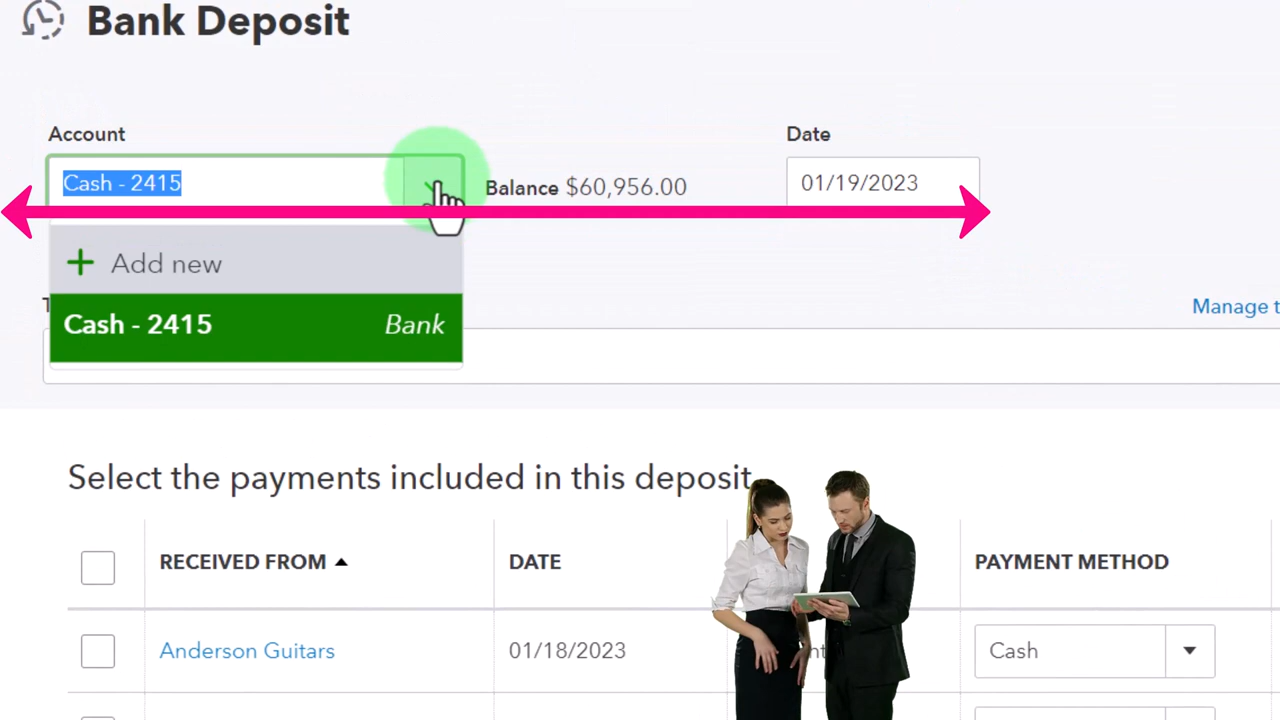 Bank Deposit
Account
Date
Cash - 2415
Balance $60,956.00
01/19/2023
Add new
Cash - 2415 Bank
Manage
Select the payments included in this deposit
RECEIVED FROM
DATE
PAYMENT METHOD
Anderson Guitars
01/18/2023
Cash